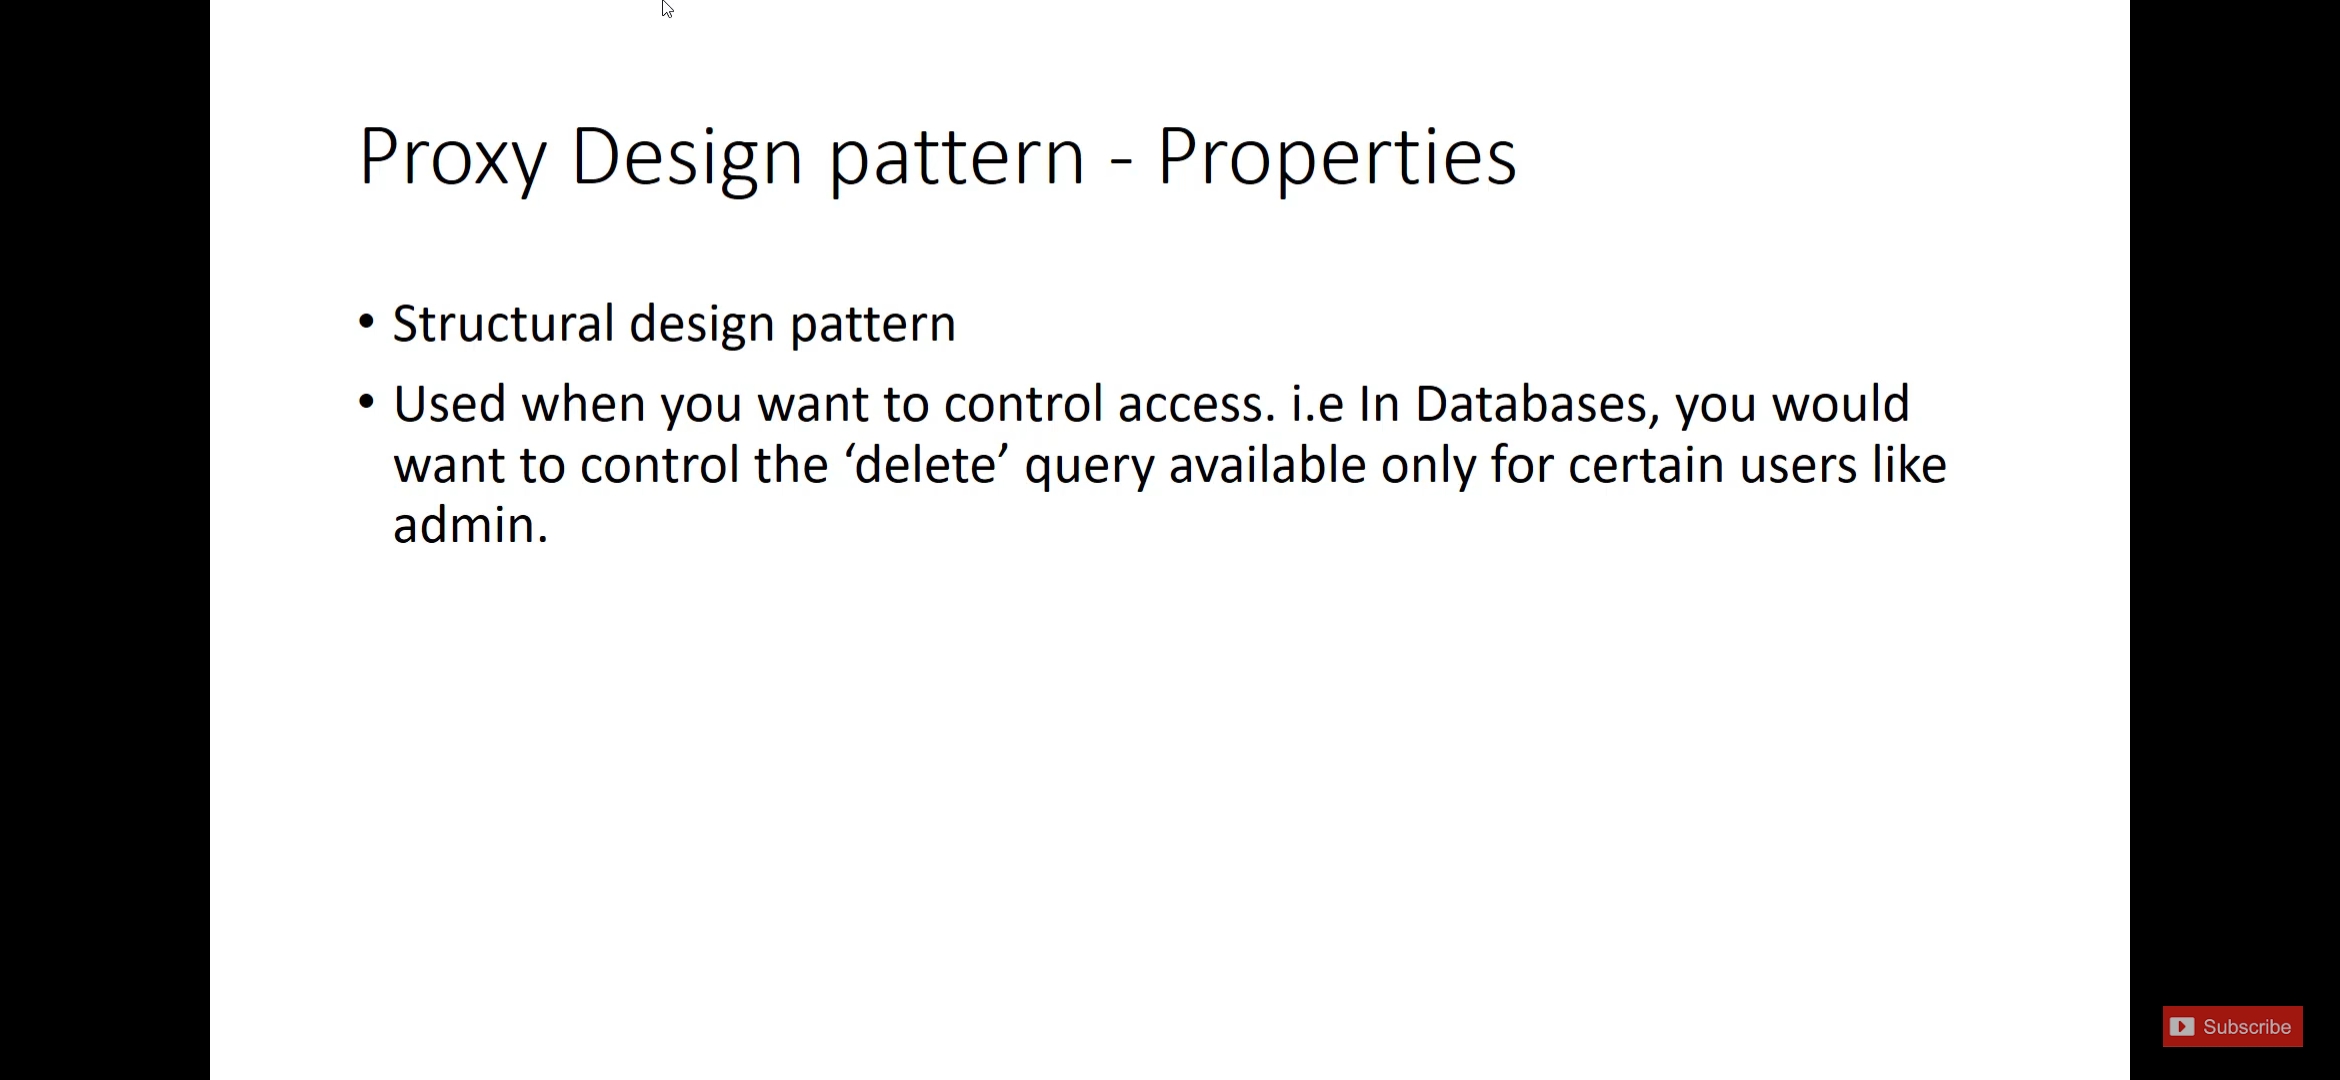 Proxy Design pattern - Properties
• Structural design pattern
• Used when you want to control access. i.e In Databases, you would
want to control the ‘delete’ query available only for certain users like
admin.
Subscribe